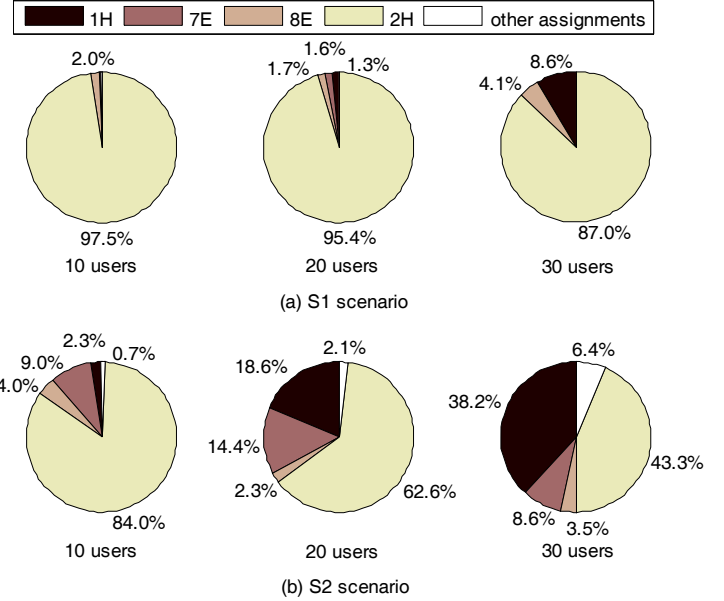 1H 7E 8E 2H other assignments
2.0% 1.6% 8.6%
1.7% 1.3% 4.1%
97.5% 95.4% 87.0%
10 users 20 users 30 users
(a) S1 scenario
2.3% 0.7% 2.1% 6.4%
9.0% 18.6%
4.0% 38.2%
14.4% 43.3%
2.3% 62.6%
84.0% 8.6% 3.5%
10 users 20 users 30 users
(b) S2 scenario